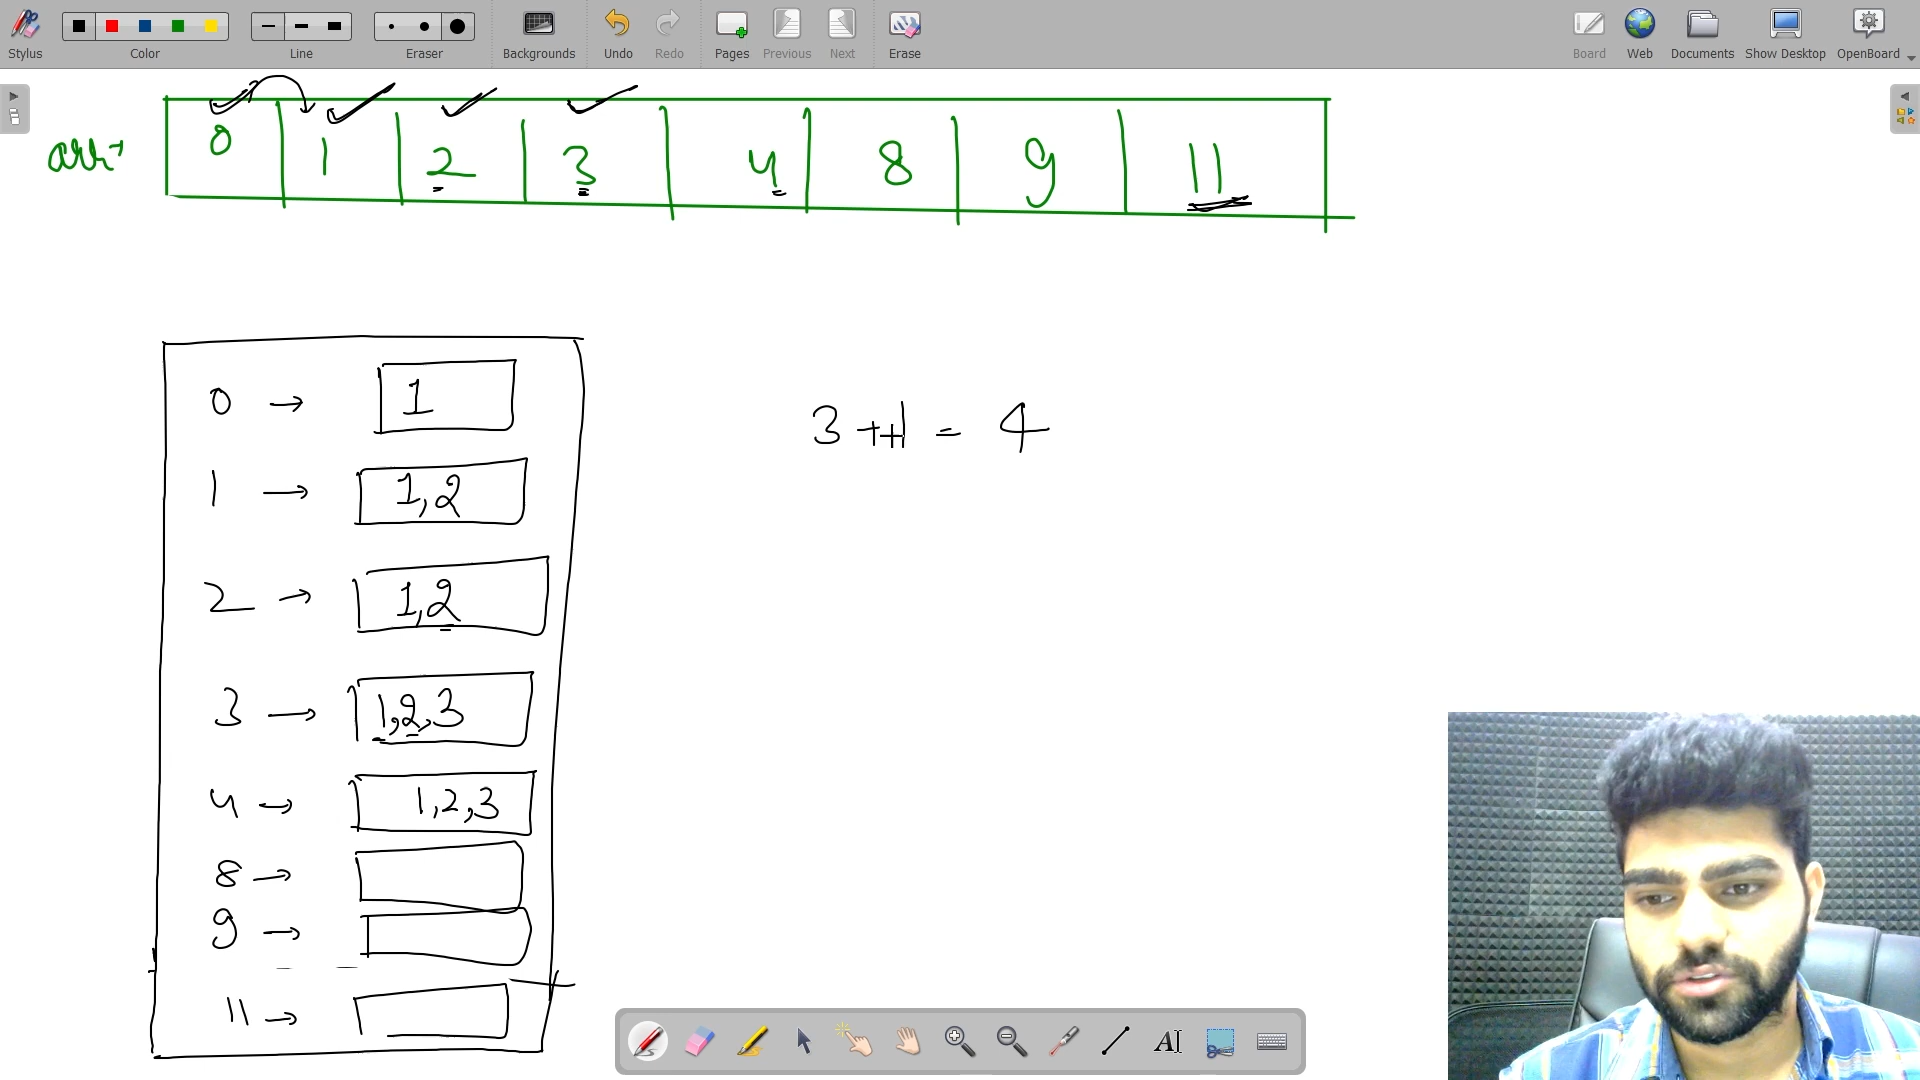 Stylus Color Line Eraser Backgrounds Undo Redo Pages Previous Next Erase Board Web Documents Show Desktop OpenBoard
arr→ 0 1 2 3 4 8 9 11
0 → 1
3 ++1 = 4
1 → 1,2
2 → 1,2
3 → 1,2,3
4 → 1,2,3
8 →
9 →
11 →